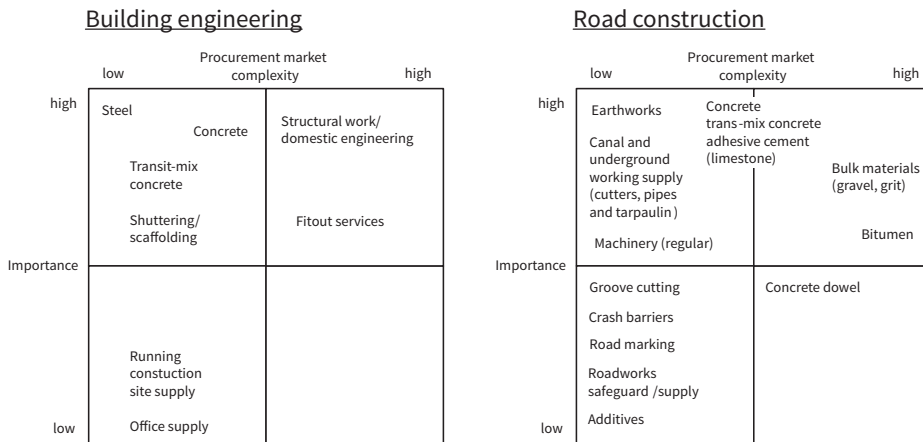 Building engineering
Procurement market
complexity
low
high
high
Importance
low
Steel
Concrete
Transit-mix
concrete
Shuttering/
scaffolding
Structural work/
domestic engineering
Fitout services
Running
constuction
site supply
Office supply
Road construction
Procurement market
complexity
low
high
high
Importance
low
Earthworks
Canal and
underground
working supply
(cutters, pipes
and tarpaulin)
Machinery (regular)
Concrete
trans-mix concrete
adhesive cement
(limestone)
Bulk materials
(gravel, grit)
Bitumen
Groove cutting
Crash barriers
Road marking
Roadworks
safeguard /supply
Additives
Concrete dowel